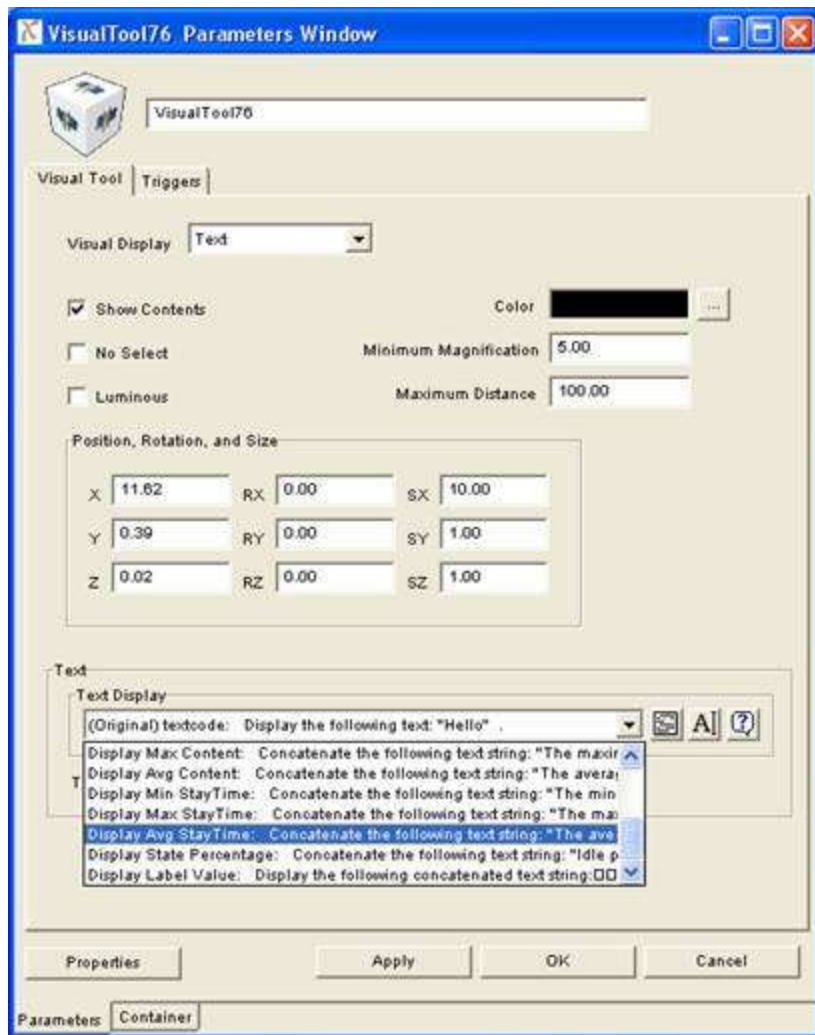 VisualTool76 Parameters Window
VisualTool76
Visual Tool Triggers
Visual Display Text
Show Contents Color ...
No Select Minimum Magnification 5.00
Luminous Maximum Distance 100.00
Position, Rotation, and Size
X 11.62 RX 0.00 SX 10.00
Y 0.39 RY 0.00 SY 1.00
Z 0.02 RZ 0.00 SZ 1.00
Text
Text Display
(Original) textcode: Display the following text: "Hello" .
Display Max Content: Concatenate the following text string: "The maxir
Display Avg Content: Concatenate the following text string: "The avera
T
Display Min StayTime: Concatenate the following text string: "The min
Display Max StayTime: Concatenate the following text string: "The ma
Display Avg StayTime: Concatenate the following text string: "The ave
Display State Percentage: Concatenate the following text string: "Idle p
Display Label Value: Display the following concatenated text string:□□
Properties Apply OK Cancel
Parameters Container